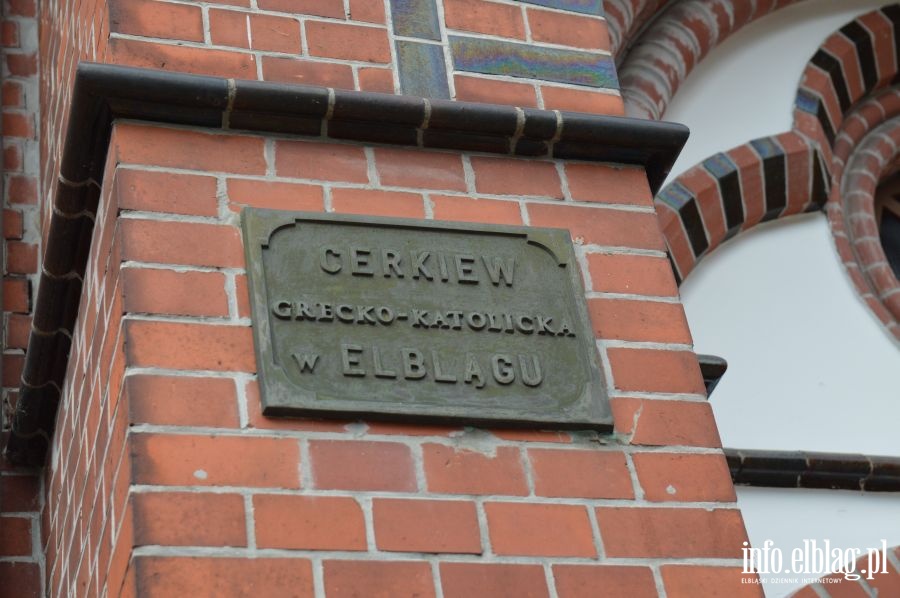 CERKIEW
GRECKO-KATOLICKA
W ELBLĄGU
info.elblag.pl
ELBLĄSKI DZIENNIK INTERNETOWY